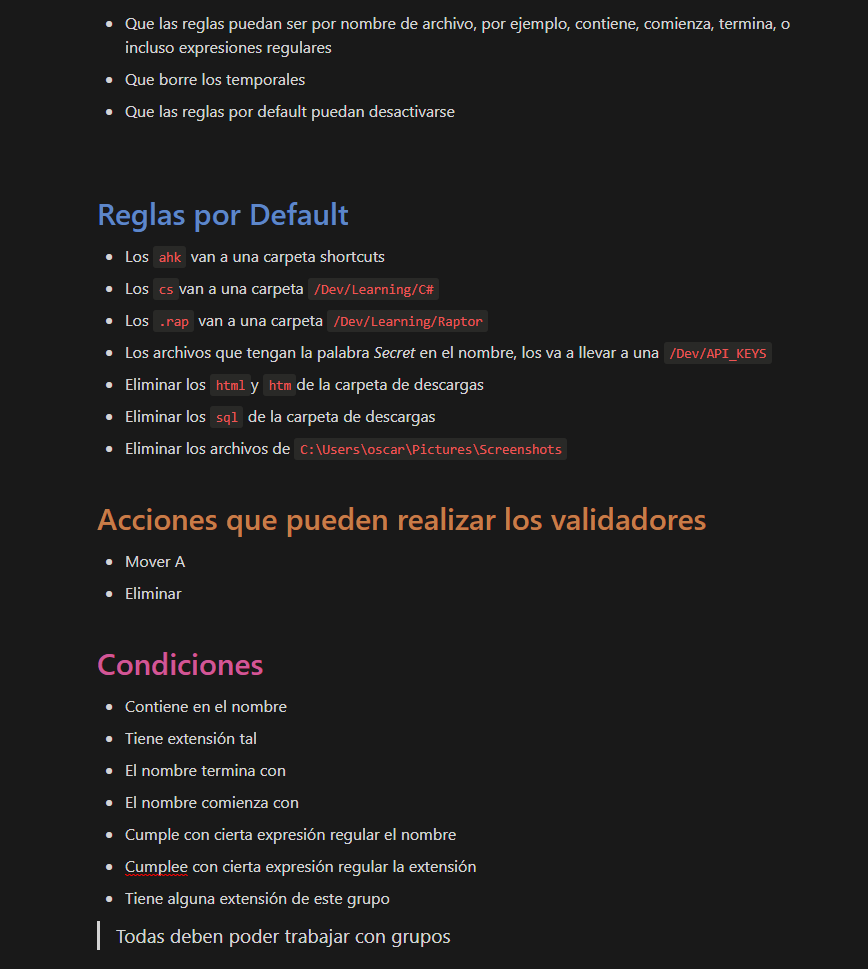 Que las reglas puedan ser por nombre de archivo, por ejemplo, contiene, comienza, termina, o
incluso expresiones regulares
Que borre los temporales
Que las reglas por default puedan desactivarse
Reglas por Default
Los ahk van a una carpeta shortcuts
Los cs van a una carpeta /Dev/Learning/C#
Los .rap van a una carpeta /Dev/Learning/Raptor
Los archivos que tengan la palabra Secret en el nombre, los va a llevar a una /Dev/API_KEYS
Eliminar los html y htm de la carpeta de descargas
Eliminar los sql de la carpeta de descargas
Eliminar los archivos de C:\Users\oscar\Pictures\Screenshots
Acciones que pueden realizar los validadores
Mover A
Eliminar
Condiciones
Contiene en el nombre
Tiene extensión tal
El nombre termina con
El nombre comienza con
Cumple con cierta expresión regular el nombre
Cumplee con cierta expresión regular la extensión
Tiene alguna extensión de este grupo
Todas deben poder trabajar con grupos